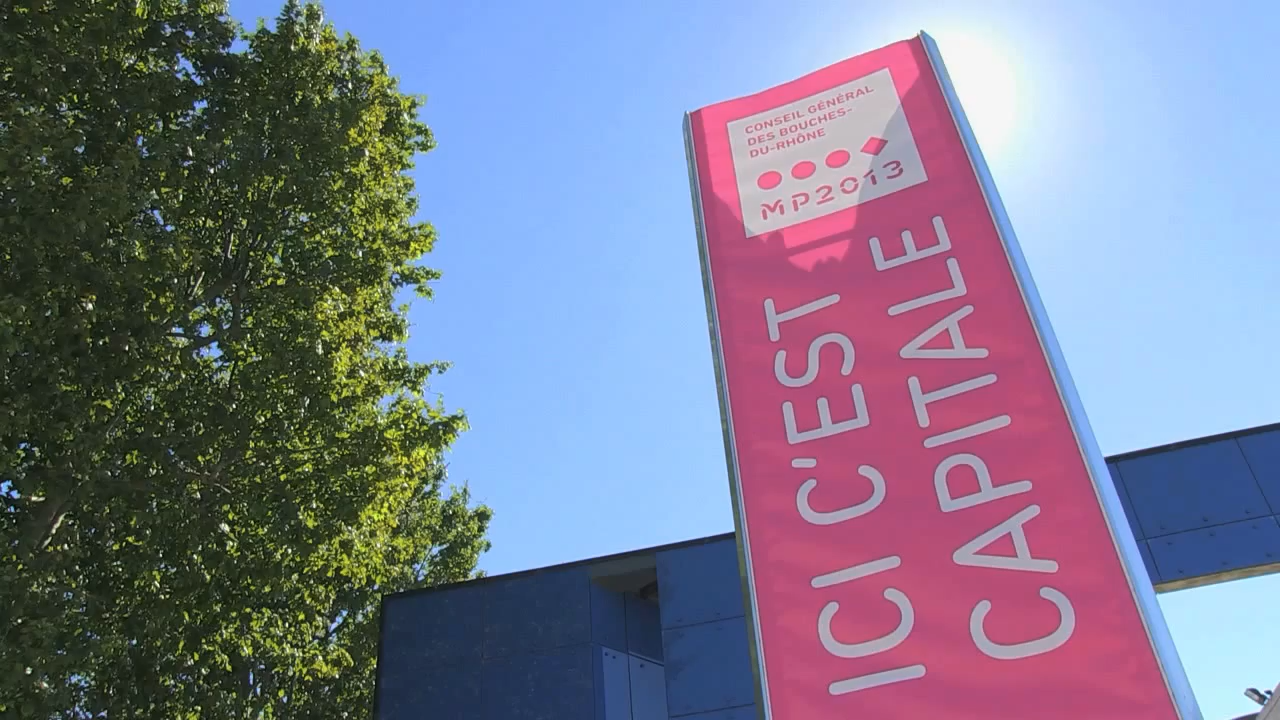 CONSEIL GÉNÉRAL
DES BOUCHES-
DU-RHÔNE
MP2013
ICI C'EST
CAPITALE